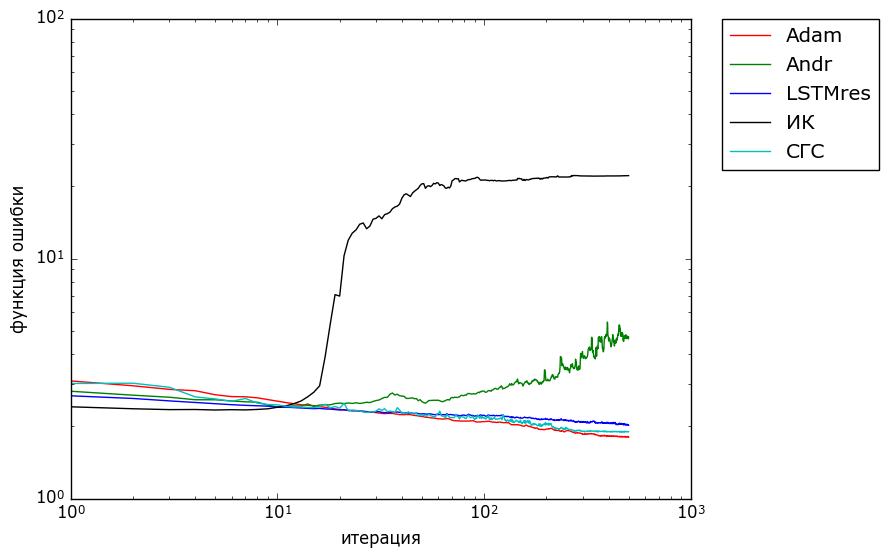 10²
10¹
10⁰
10⁰
10¹
10²
10³
функция ошибки
итерация
Adam
Andr
LSTMres
ИК
СГС